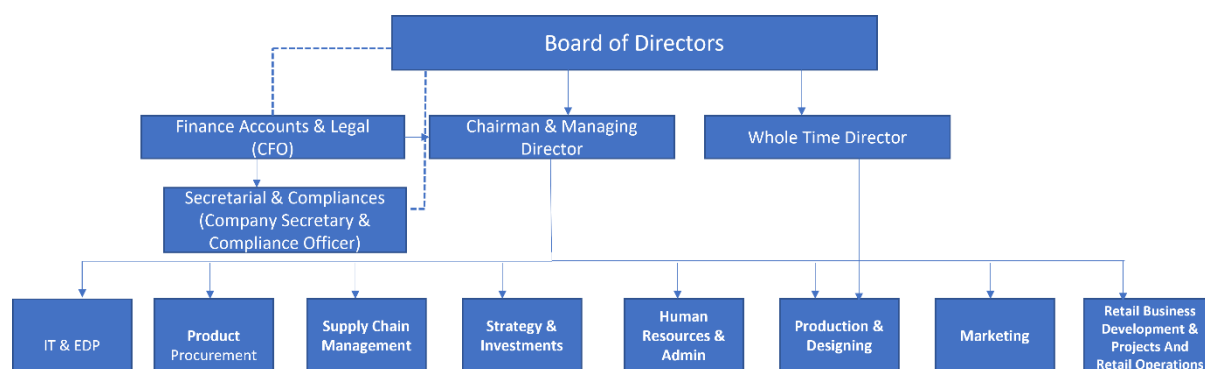 Board of Directors
Finance Accounts & Legal
(CFO)
Chairman & Managing
Director
Whole Time Director
Secretarial & Compliances
(Company Secretary &
Compliance Officer)
IT & EDP
Product
Procurement
Supply Chain
Management
Strategy &
Investments
Human
Resources &
Admin
Production &
Designing
Marketing
Retail Business
Development &
Projects And
Retail Operations